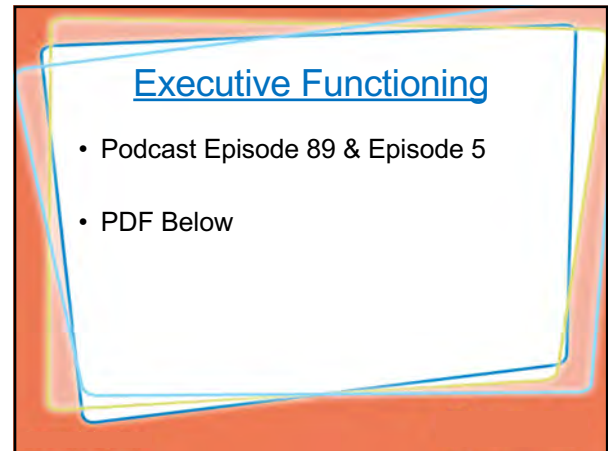 Executive Functioning
• Podcast Episode 89 & Episode 5
• PDF Below